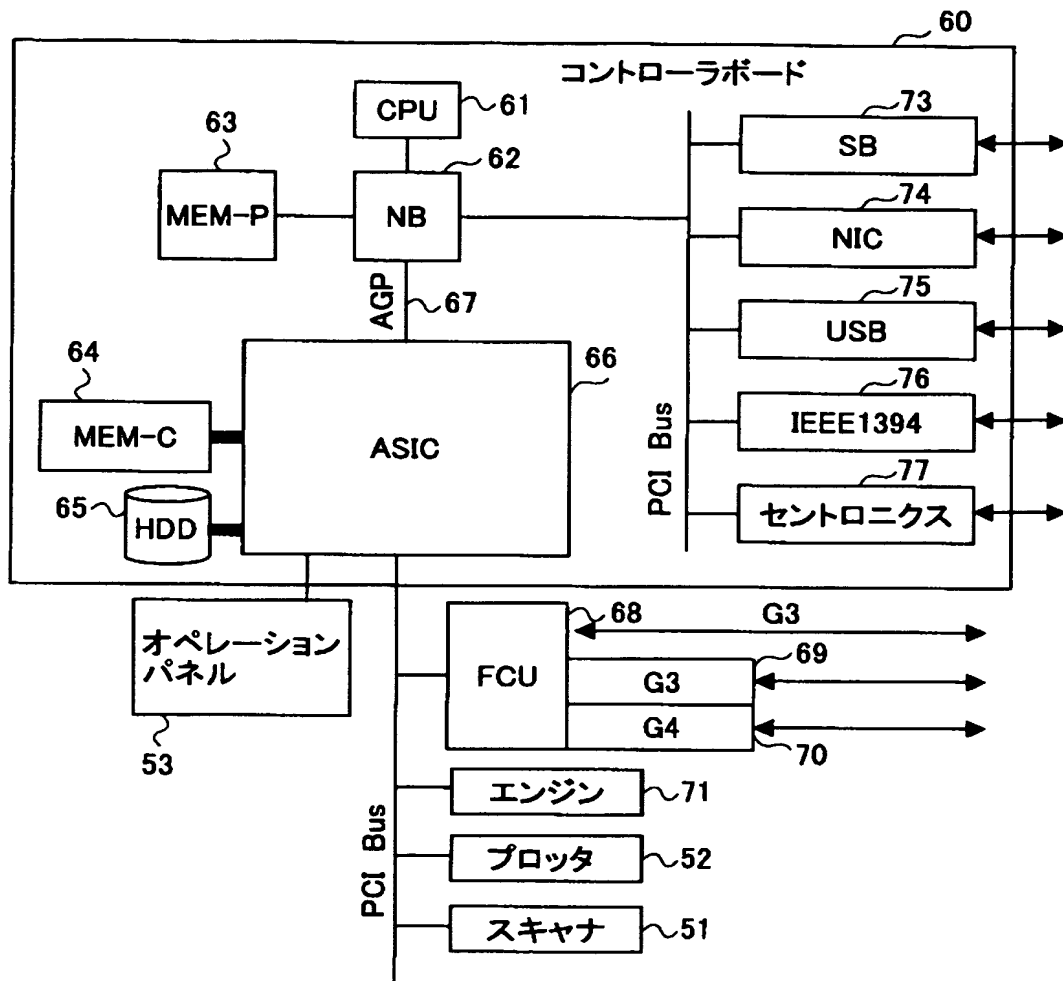 60
コントローラボード
CPU
61
63
MEM-P
62
NB
AGP
67
73
SB
74
NIC
75
USB
76
IEEE1394
77
セントロニクス
PCI Bus
64
MEM-C
66
ASIC
65
HDD
オペレーション
パネル
53
68
FCU
G3
69
G3
G4
70
エンジン
71
プロッタ
52
スキャナ
51
PCI Bus